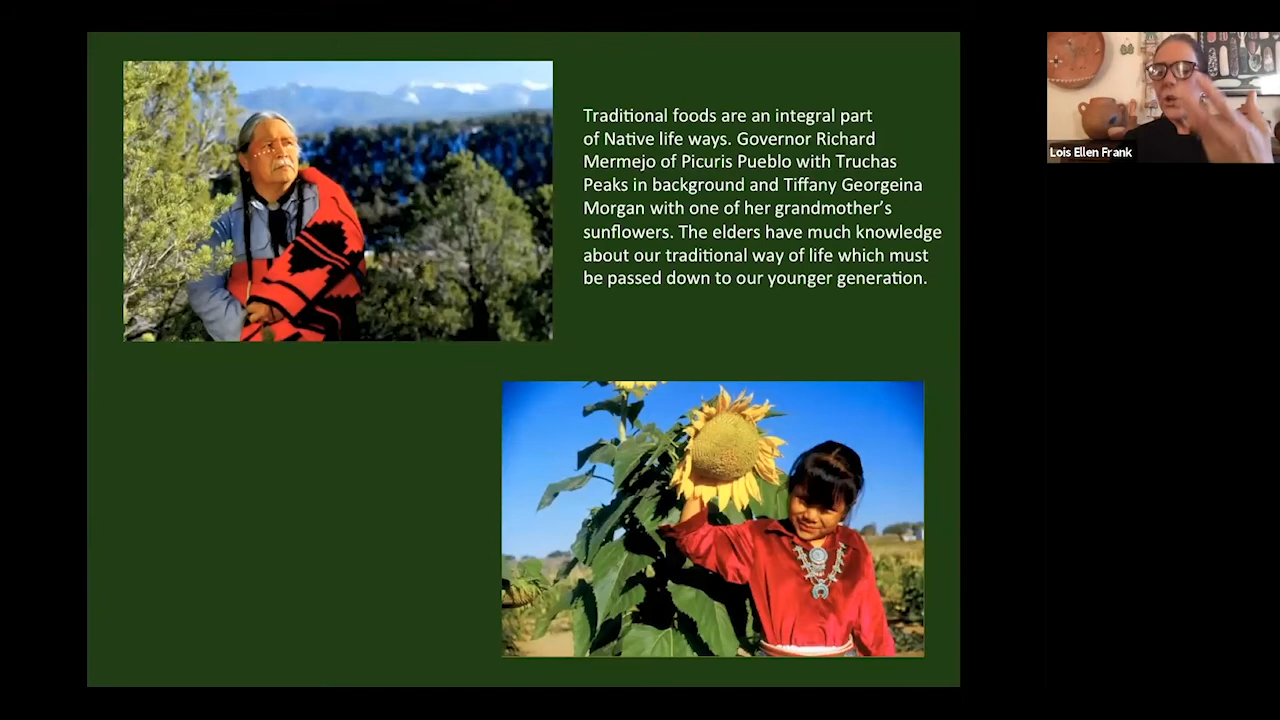 Traditional foods are an integral part
of Native life ways. Governor Richard
Mermejo of Picuris Pueblo with Truchas
Peaks in background and Tiffany Georgeina
Morgan with one of her grandmother’s
sunflowers. The elders have much knowledge
about our traditional way of life which must
be passed down to our younger generation.
Lois Ellen Frank